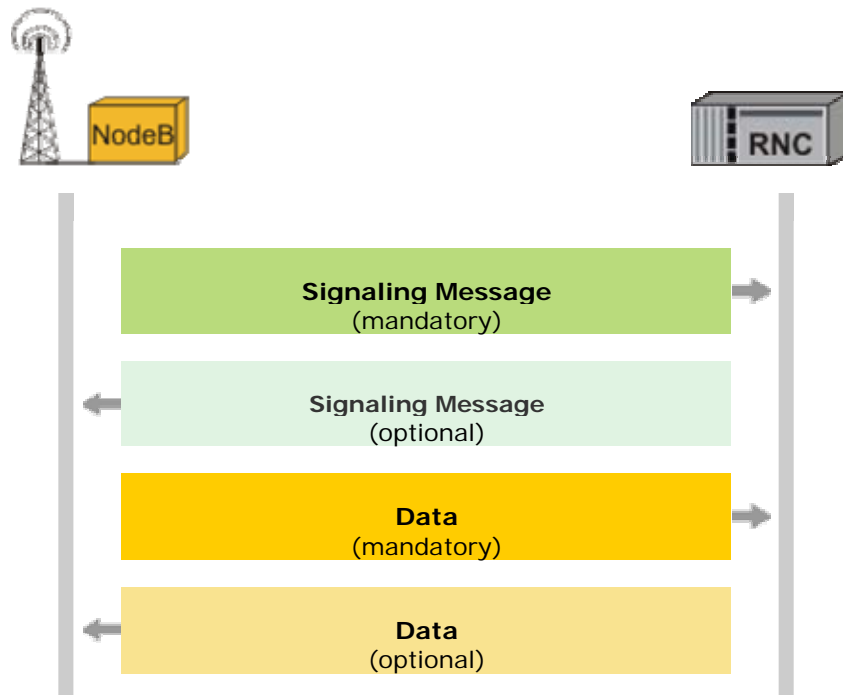 NodeB
RNC
Signaling Message
(mandatory)
Signaling Message
(optional)
Data
(mandatory)
Data
(optional)